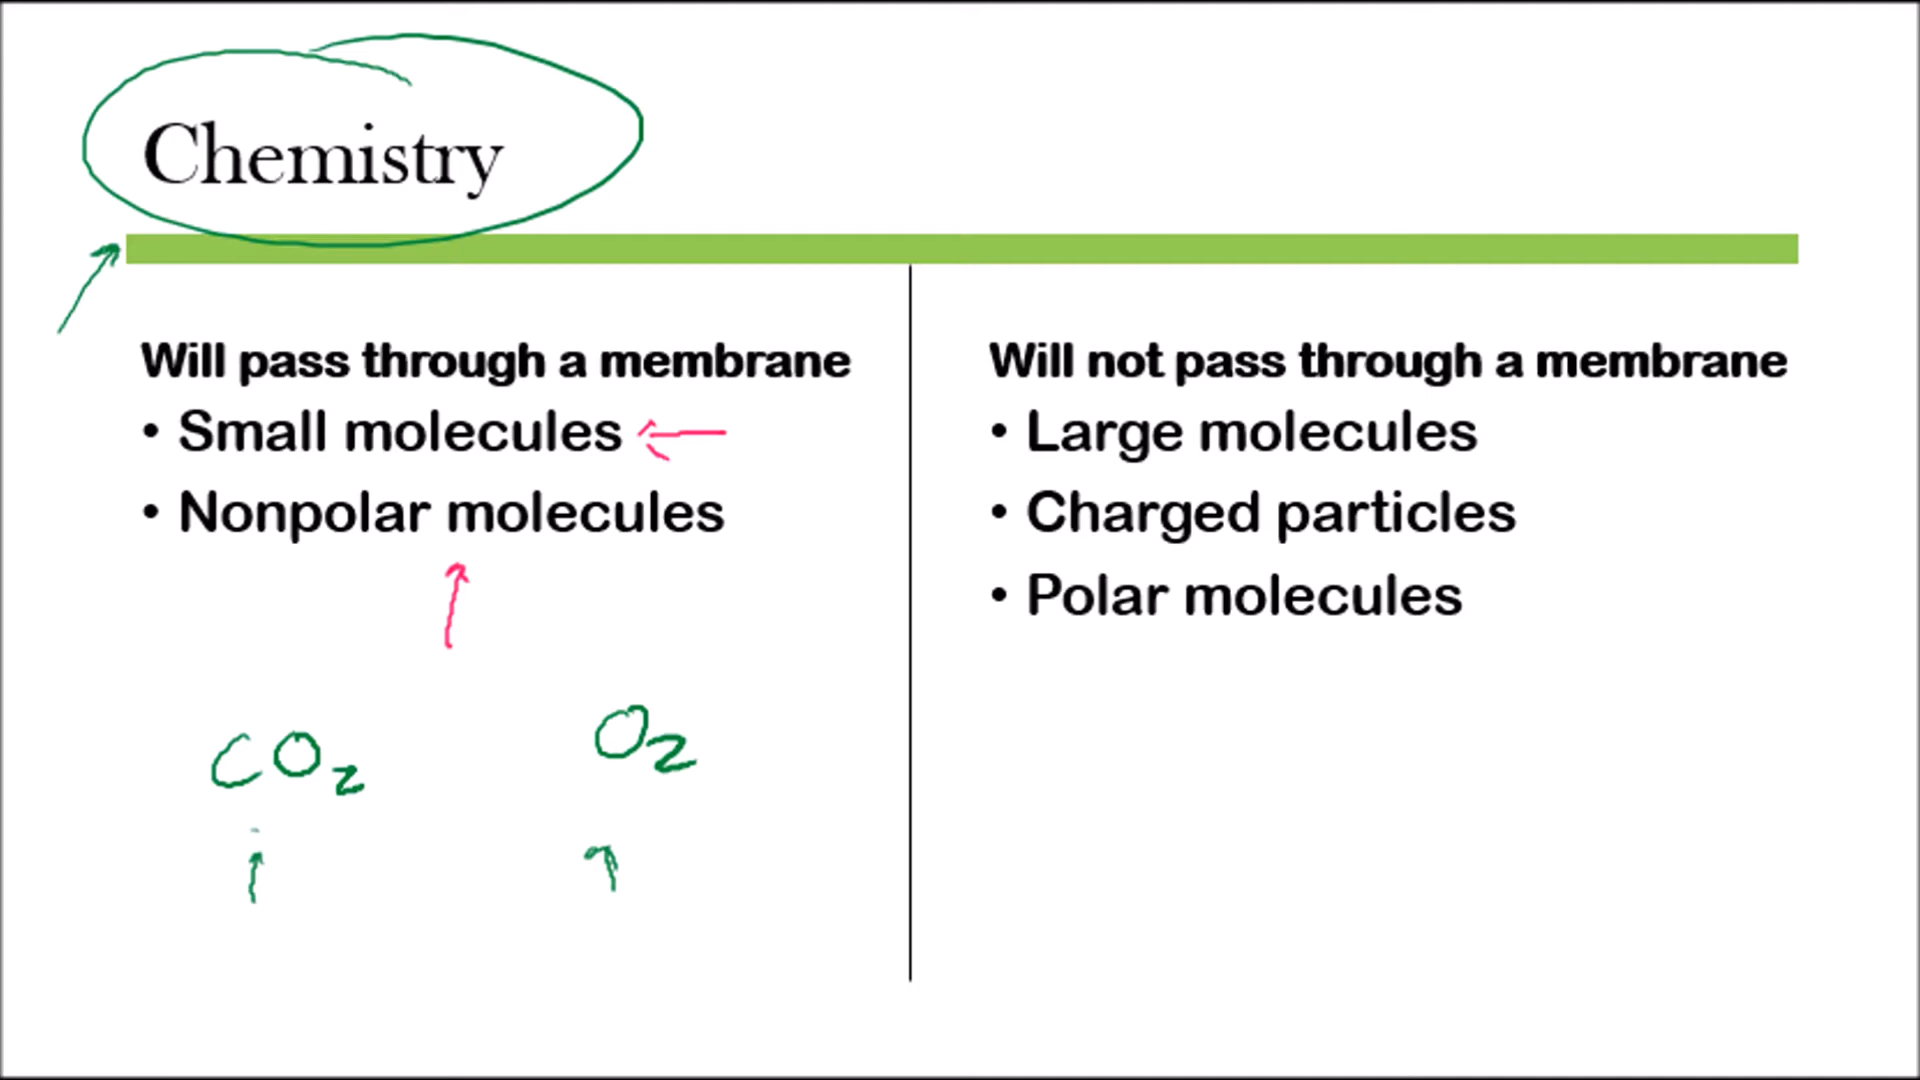 Chemistry
Will pass through a membrane
• Small molecules
• Nonpolar molecules
CO₂
O₂
Will not pass through a membrane
• Large molecules
• Charged particles
• Polar molecules